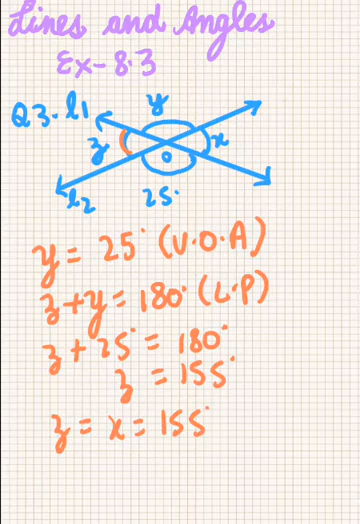 Lines and Angles
Ex-8.3
Q3. l1
y
z
x
O
l2
25°
y = 25° (V.O.A)
z + y = 180° (L.P)
z + 25° = 180°
z = 155°
z = x = 155°